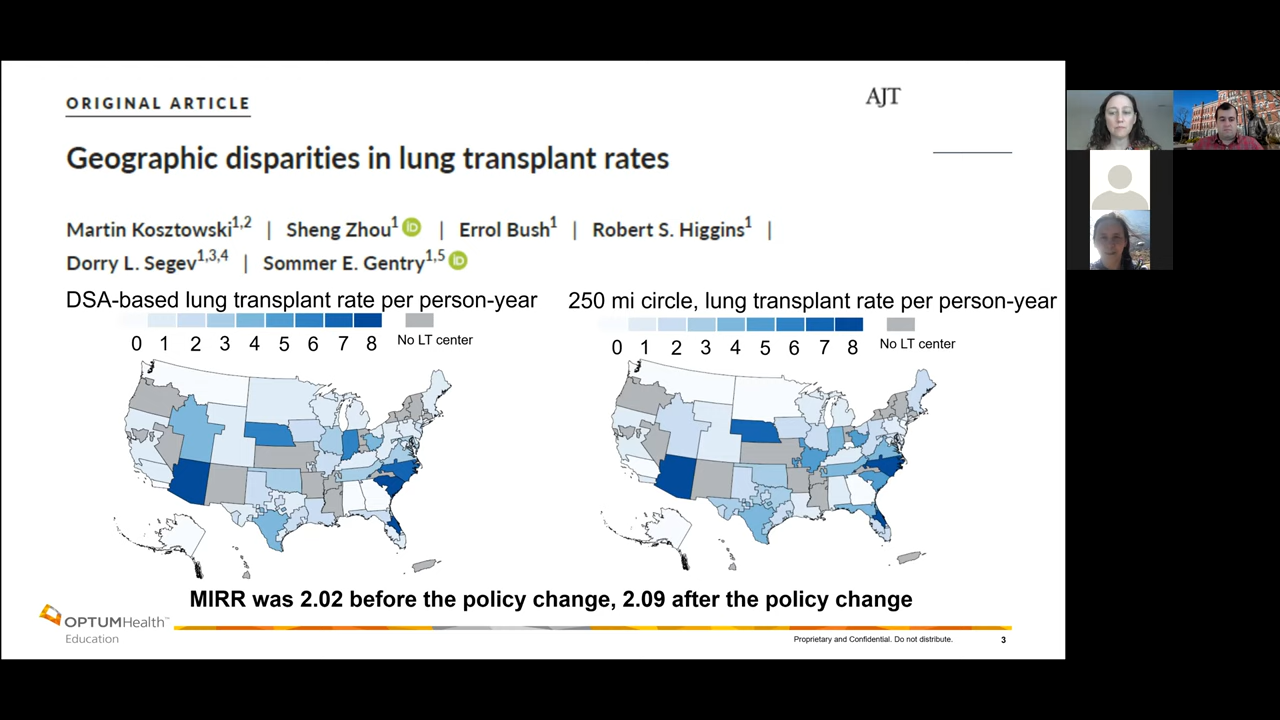 ORIGINAL ARTICLE
AJT
Geographic disparities in lung transplant rates
Martin Kosztowski1,2 | Sheng Zhou1 iD | Errol Bush1 | Robert S. Higgins1 |
Dorry L. Segev1,3,4 | Sommer E. Gentry1,5 iD
DSA-based lung transplant rate per person-year
0 1 2 3 4 5 6 7 8 No LT center
250 mi circle, lung transplant rate per person-year
0 1 2 3 4 5 6 7 8 No LT center
MIRR was 2.02 before the policy change, 2.09 after the policy change
OPTUMHealth™
Education
Proprietary and Confidential. Do not distribute.
3